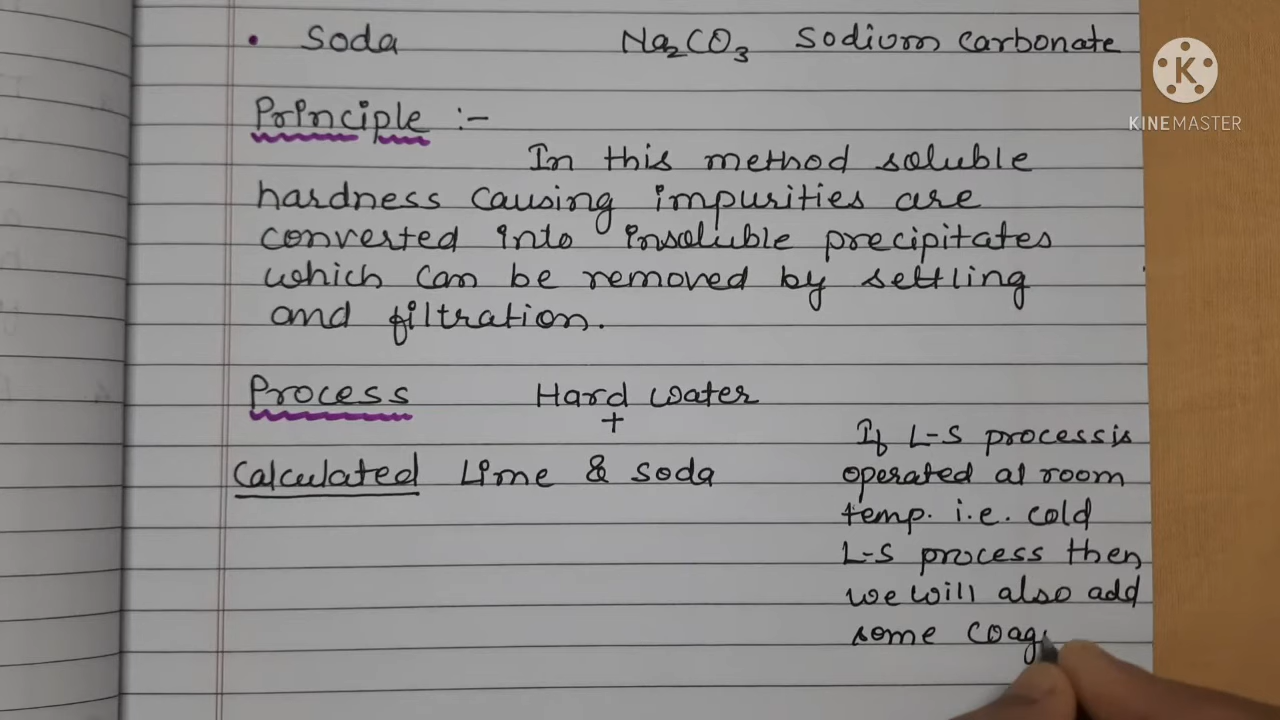 • Soda Na₂CO₃ Sodium carbonate
K
KINEMASTER
Principle :-
In this method soluble
hardness causing impurities are
converted into insoluble precipitates
which can be removed by settling
and filtration.
Process Hard water
+
Calculated Lime & soda
If L-S process is
operated at room
temp. i.e. cold
L-S process then
we will also add
some coag